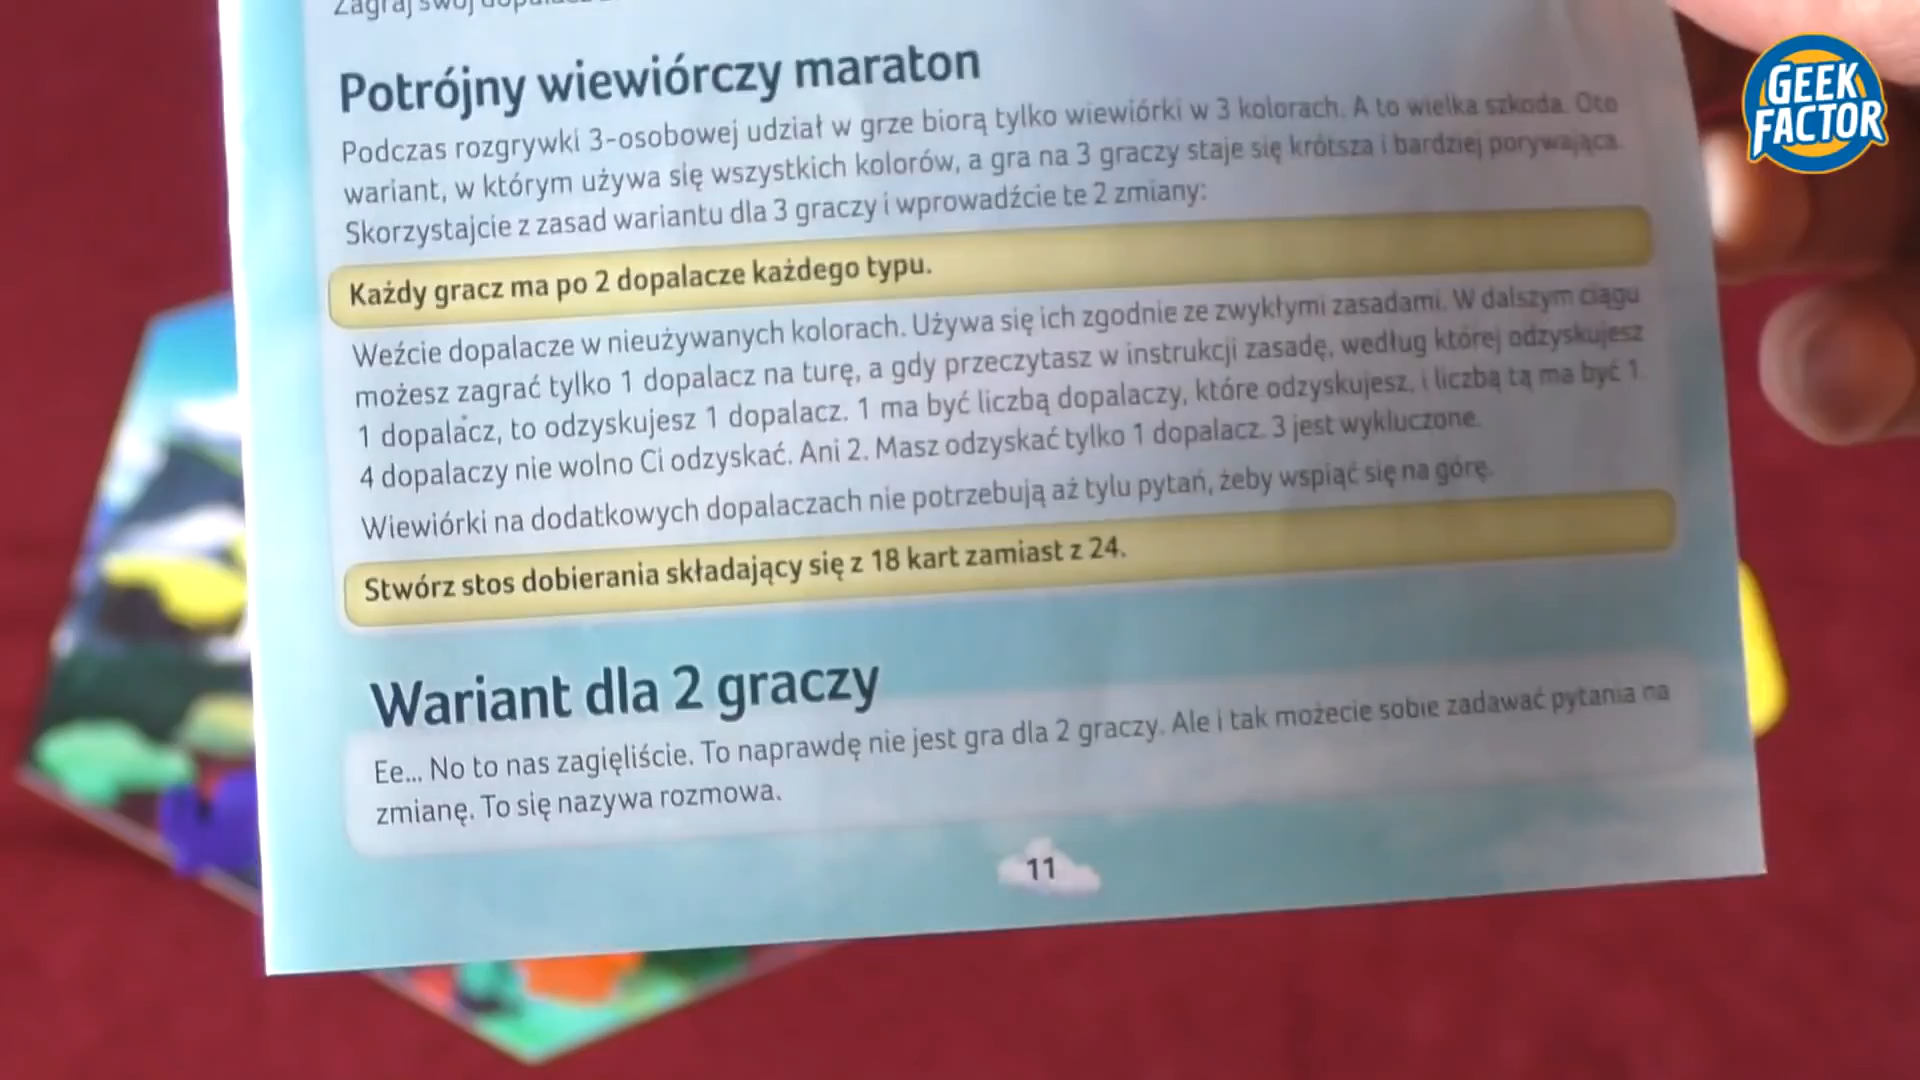 Zagraj swój dopalacz
Potrójny wiewiórczy maraton
Podczas rozgrywki 3-osobowej udział w grze biorą tylko wiewiórki w 3 kolorach. A to wielka szkoda. Oto
wariant, w którym używa się wszystkich kolorów, a gra na 3 graczy staje się krótsza i bardziej porywająca.
Skorzystajcie z zasad wariantu dla 3 graczy i wprowadźcie te 2 zmiany:
Każdy gracz ma po 2 dopalacze każdego typu.
Weźcie dopalacze w nieużywanych kolorach. Używa się ich zgodnie ze zwykłymi zasadami. W dalszym ciągu
możesz zagrać tylko 1 dopalacz na turę, a gdy przeczytasz w instrukcji zasadę, według której odzyskujesz
1 dopalacz, to odzyskujesz 1 dopalacz. 1 ma być liczbą dopalaczy, które odzyskujesz, i liczbą tą ma być 1.
4 dopalaczy nie wolno Ci odzyskać. Ani 2. Masz odzyskać tylko 1 dopalacz. 3 jest wykluczone.
Wiewiórki na dodatkowych dopalaczach nie potrzebują aż tylu pytań, żeby wspiąć się na górę.
Stwórz stos dobierania składający się z 18 kart zamiast z 24.
Wariant dla 2 graczy
Ee... No to nas zagięliście. To naprawdę nie jest gra dla 2 graczy. Ale i tak możecie sobie zadawać pytania na
zmianę. To się nazywa rozmowa.
11
GEEK
FACTOR